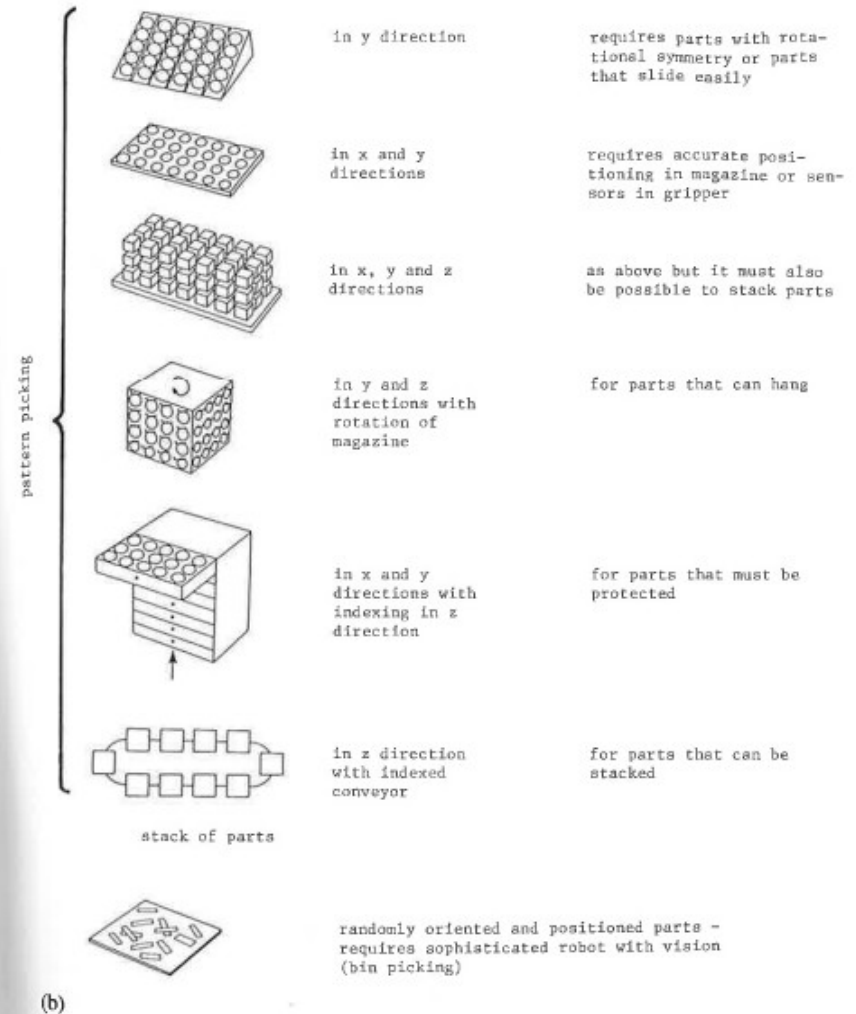 in y direction
requires parts with rota-
tional symmetry or parts
that slide easily
in x and y
directions
requires accurate posi-
tioning in magazine or sen-
sors in gripper
in x, y and z
directions
as above but it must also
be possible to stack parts
pattern picking
in y and z
directions with
rotation of
magazine
for parts that can hang
in x and y
directions with
indexing in z
direction
for parts that must be
protected
in z direction
with indexed
conveyor
for parts that can be
stacked
stack of parts
randomly oriented and positioned parts -
requires sophisticated robot with vision
(bin picking)
(b)